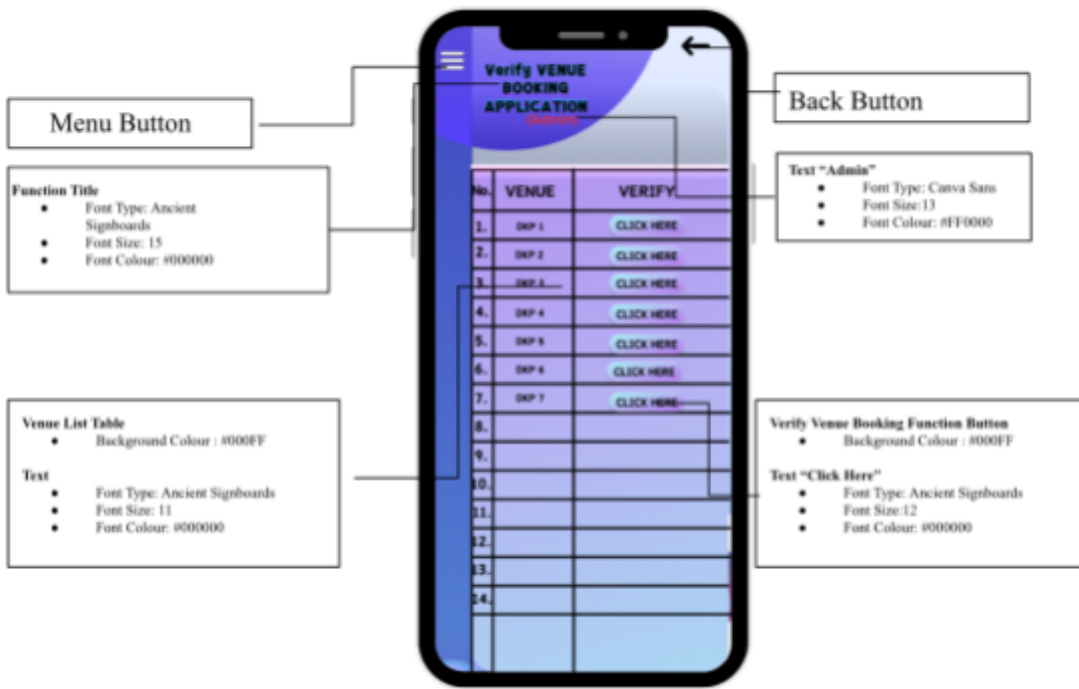 Menu Button
Function Title
Font Type: Ancient
Signboards
Font Size: 15
Font Colour: #000000
Venue List Table
Background Colour : #000FF
Text
Font Type: Ancient Signboards
Font Size: 11
Font Colour: #000000
Verify VENUE
BOOKING
APPLICATION
(Admin)
No. VENUE VERIFY
1. DKP 1 CLICK HERE
2. DKP 2 CLICK HERE
3. DKP 3 CLICK HERE
4. DKP 4 CLICK HERE
5. DKP 5 CLICK HERE
6. DKP 6 CLICK HERE
7. DKP 7 CLICK HERE
8.
9.
10.
11.
12.
13.
14.
Back Button
Text “Admin”
Font Type: Canva Sans
Font Size:13
Font Colour: #FF0000
Verify Venue Booking Function Button
Background Colour : #000FF
Text “Click Here”
Font Type: Ancient Signboards
Font Size:12
Font Colour: #000000